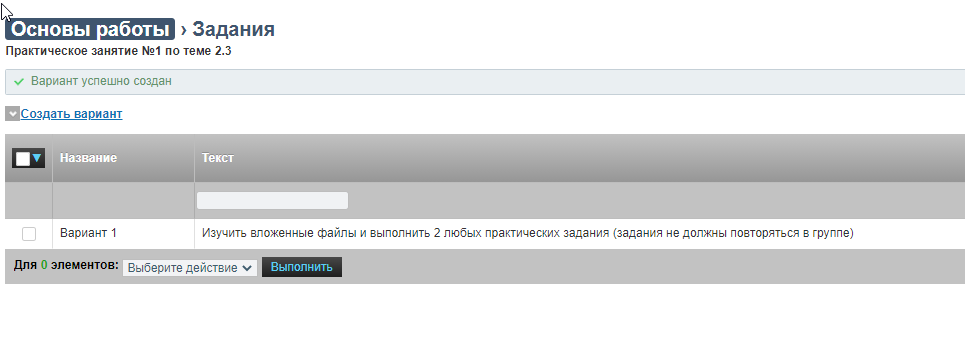 Основы работы › Задания
Практическое занятие №1 по теме 2.3
Вариант успешно создан
Создать вариант
Название Текст
Вариант 1 Изучить вложенные файлы и выполнить 2 любых практических задания (задания не должны повторяться в группе)
Для 0 элементов: Выберите действие Выполнить